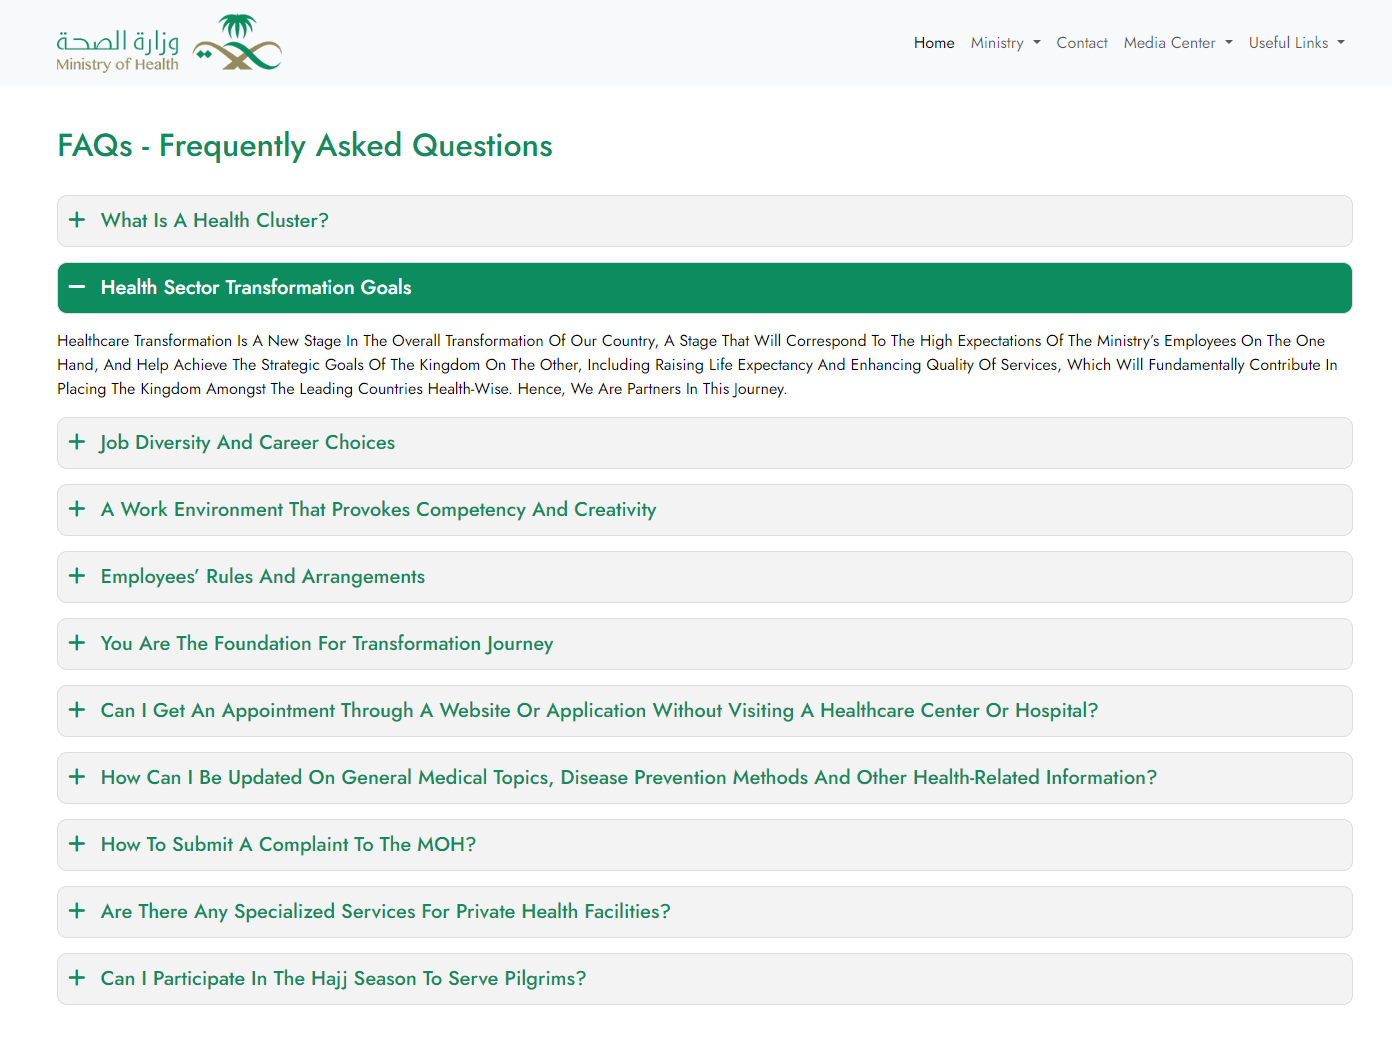 وزارة الصحة
Ministry of Health
Home Ministry Contact Media Center Useful Links
FAQs - Frequently Asked Questions
What Is A Health Cluster?
Health Sector Transformation Goals
Healthcare Transformation Is A New Stage In The Overall Transformation Of Our Country, A Stage That Will Correspond To The High Expectations Of The Ministry’s Employees On The One
Hand, And Help Achieve The Strategic Goals Of The Kingdom On The Other, Including Raising Life Expectancy And Enhancing Quality Of Services, Which Will Fundamentally Contribute In
Placing The Kingdom Amongst The Leading Countries Health-Wise. Hence, We Are Partners In This Journey.
Job Diversity And Career Choices
A Work Environment That Provokes Competency And Creativity
Employees’ Rules And Arrangements
You Are The Foundation For Transformation Journey
Can I Get An Appointment Through A Website Or Application Without Visiting A Healthcare Center Or Hospital?
How Can I Be Updated On General Medical Topics, Disease Prevention Methods And Other Health-Related Information?
How To Submit A Complaint To The MOH?
Are There Any Specialized Services For Private Health Facilities?
Can I Participate In The Hajj Season To Serve Pilgrims?